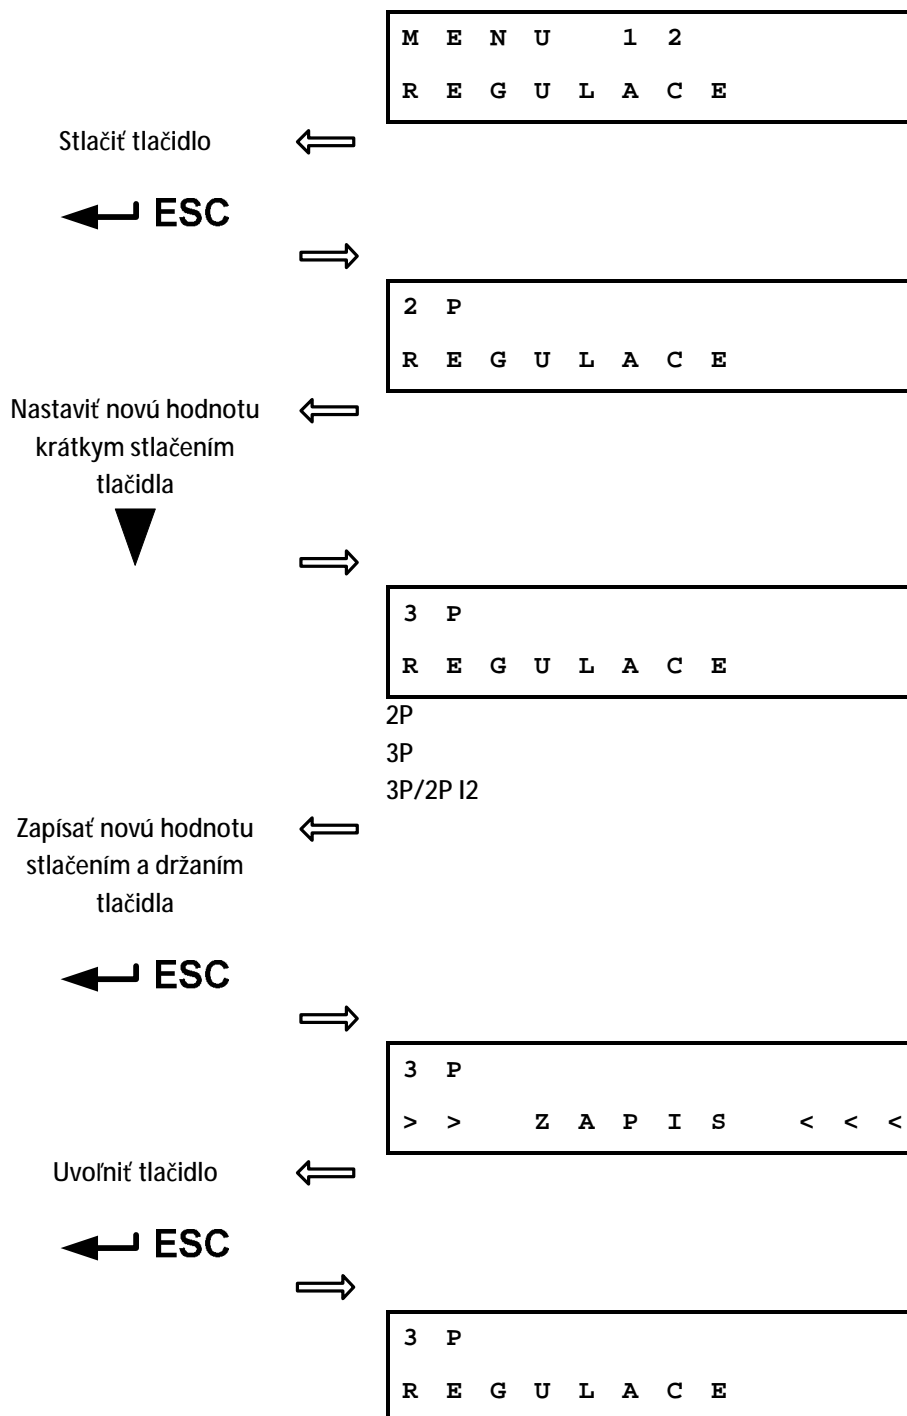 MENU 12
REGULACE
Stlačiť tlačidlo
ESC
2P
REGULACE
Nastaviť novú hodnotu
krátkym stlačením
tlačidla
3P
REGULACE
2P
3P
3P/2P I2
Zapísať novú hodnotu
stlačením a držaním
tlačidla
ESC
3P
>> ZAPIS <<<
Uvoľniť tlačidlo
ESC
3P
REGULACE